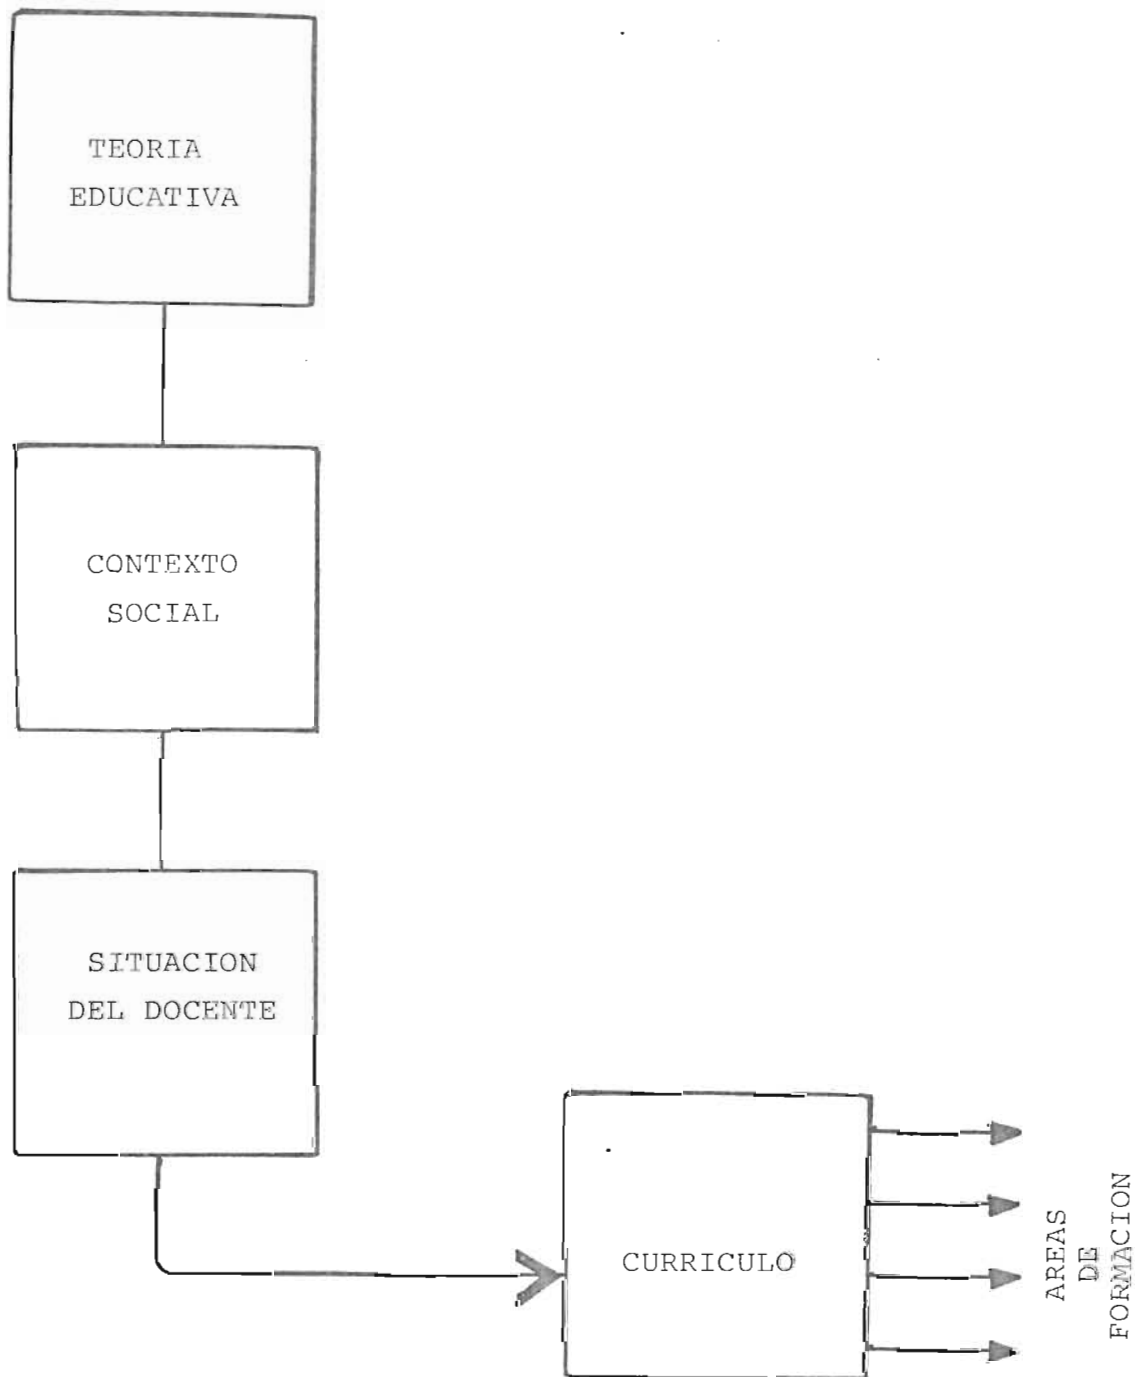 TEORIA
EDUCATIVA
CONTEXTO
SOCIAL
SITUACION
DEL DOCENTE
CURRICULO
AREAS
DE
FORMACION